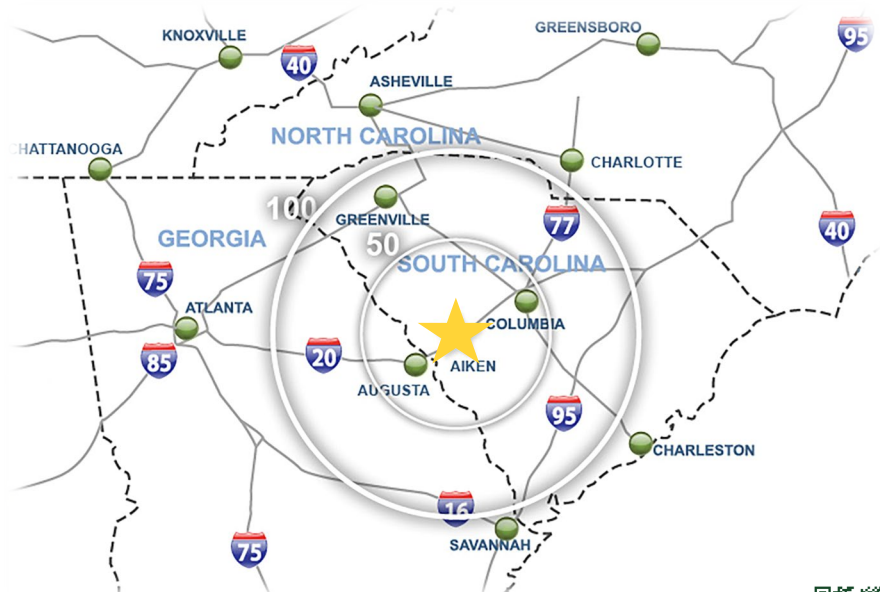 KNOXVILLE
GREENSBORO
95
40
ASHEVILLE
NORTH CAROLINA
HATTANOOGA
CHARLOTTE
100
GREENVILLE
77
40
GEORGIA
50
SOUTH CAROLINA
75
ATLANTA
COLUMBIA
20
85
AIKEN
AUGUSTA
95
CHARLESTON
16
SAVANNAH
75